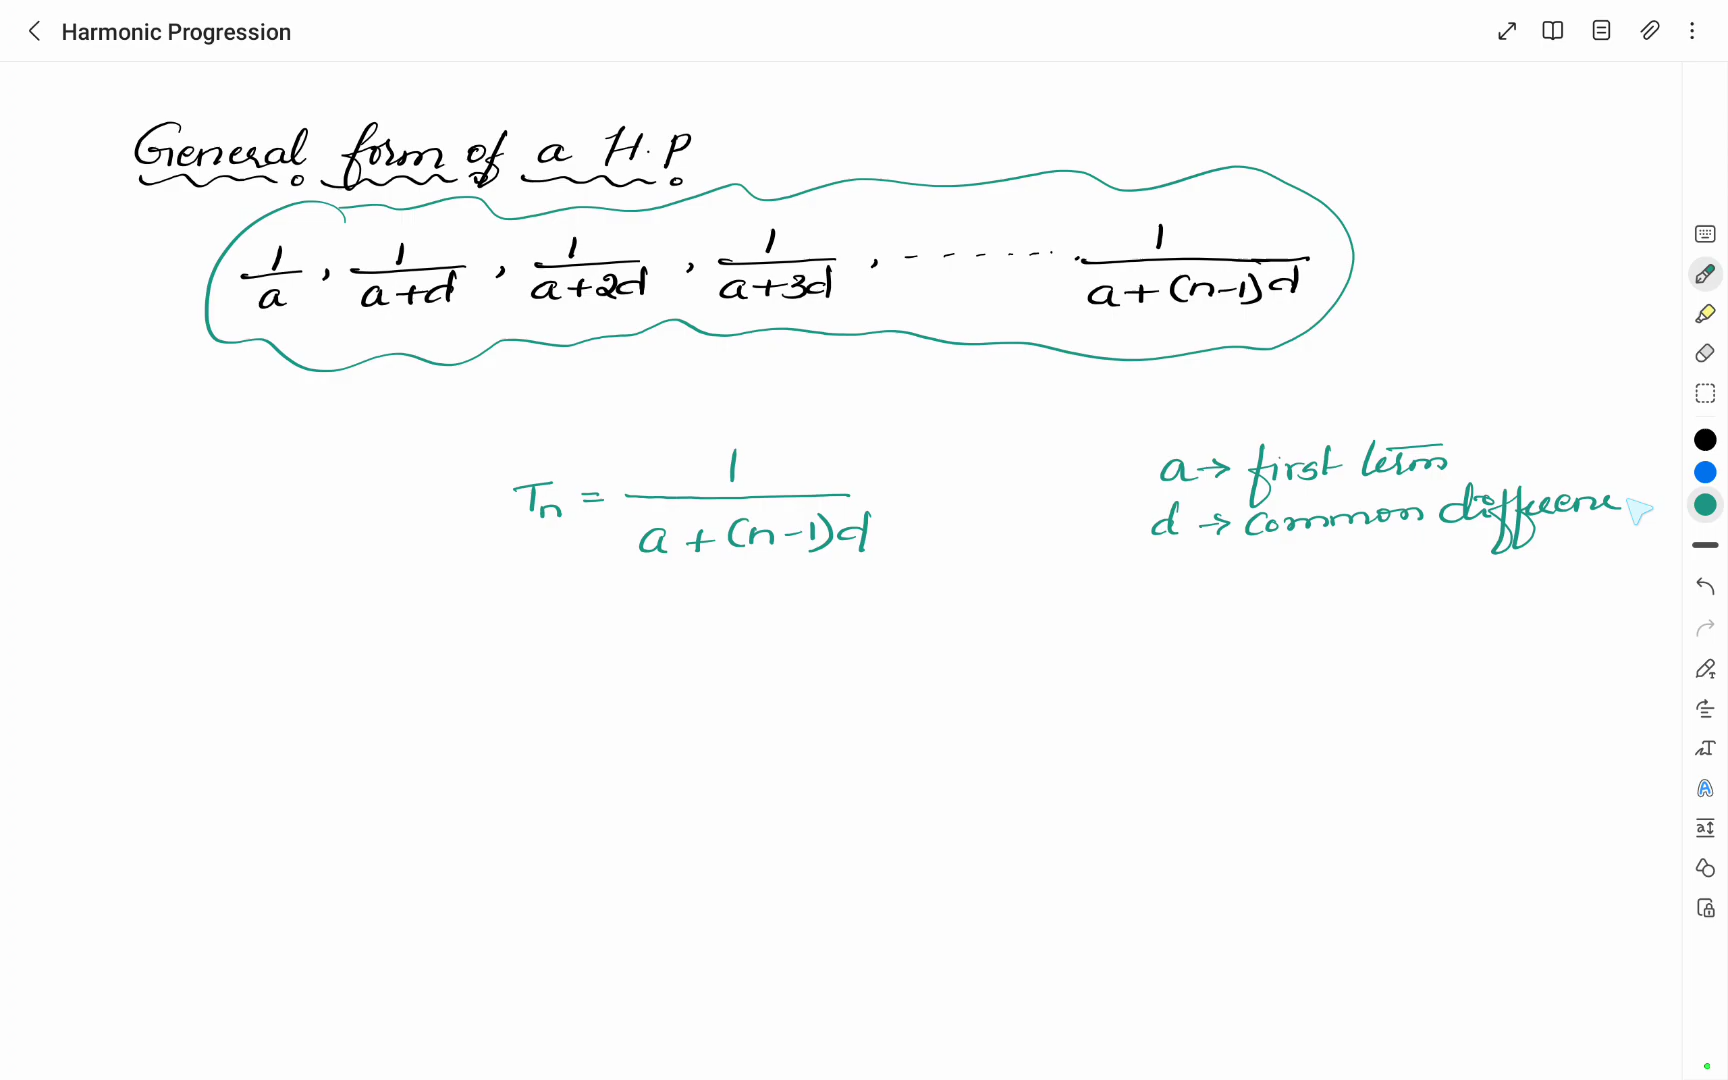 Harmonic Progression
General form of a H.P
1/a , 1/(a+d) , 1/(a+2d) , 1/(a+3d) , - - - - - - - . 1/(a+(n-1)d)
Tn = 1/(a+(n-1)d)
a → first term
d → common difference